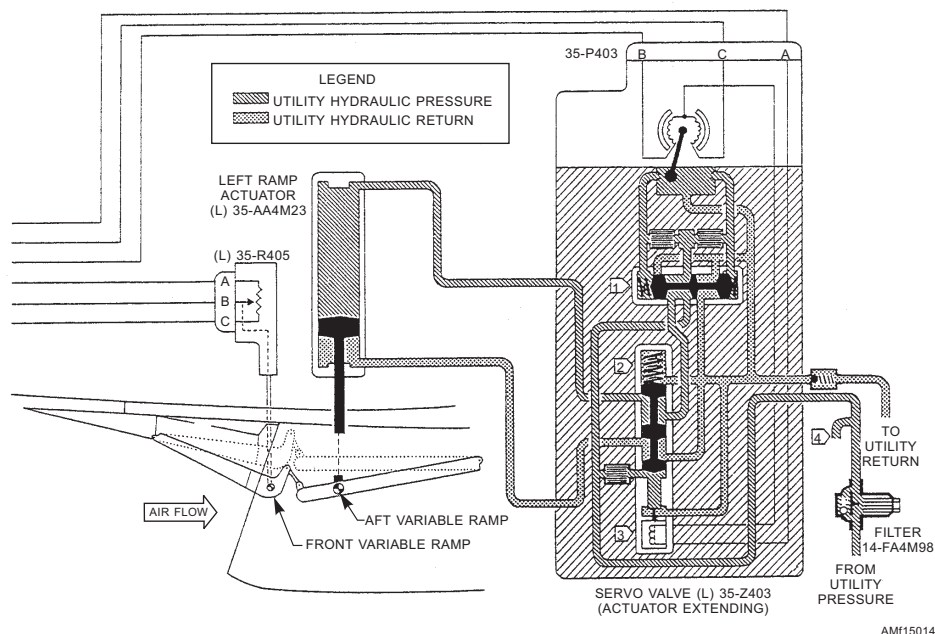 35-P403 B C A
LEGEND
UTILITY HYDRAULIC PRESSURE
UTILITY HYDRAULIC RETURN
LEFT RAMP
ACTUATOR
(L) 35-AA4M23
(L) 35-R405
A
B
C
1
2
3
4
TO
UTILITY
RETURN
AIR FLOW
AFT VARIABLE RAMP
FRONT VARIABLE RAMP
FILTER
14-FA4M98
FROM
UTILITY
PRESSURE
SERVO VALVE (L) 35-Z403
(ACTUATOR EXTENDING)
AMf15014